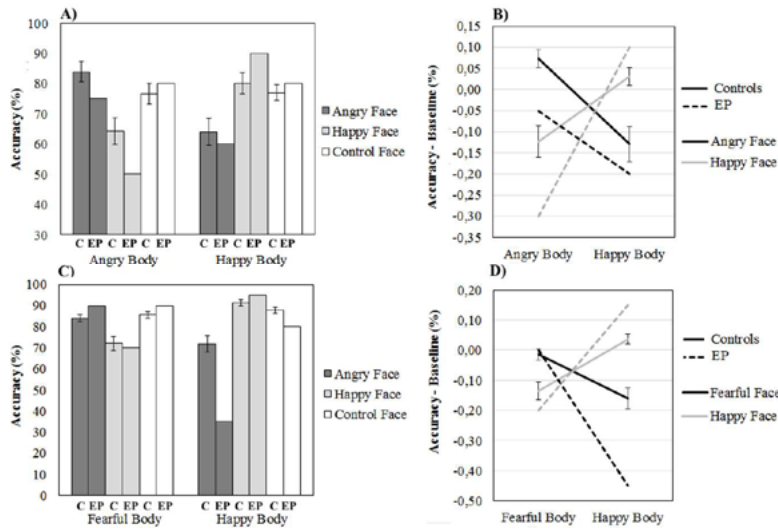 A)
100
90
80
70
60
50
40
30
Accuracy (%)
C EP C EP C EP C EP C EP C EP
Angry Body Happy Body
Angry Face
Happy Face
Control Face
B)
0,15
0,10
0,05
0,00
-0,05
-0,10
-0,15
-0,20
-0,25
-0,30
-0,35
Accuracy - Baseline (%)
Angry Body Happy Body
Controls
EP
Angry Face
Happy Face
C)
100
90
80
70
60
50
40
30
20
10
0
Accuracy (%)
C EP C EP C EP C EP C EP C EP
Fearful Body Happy Body
Angry Face
Happy Face
Control Face
D)
0,20
0,10
0,00
-0,10
-0,20
-0,30
-0,40
-0,50
Accuracy - Baseline (%)
Fearful Body Happy Body
Controls
EP
Fearful Face
Happy Face